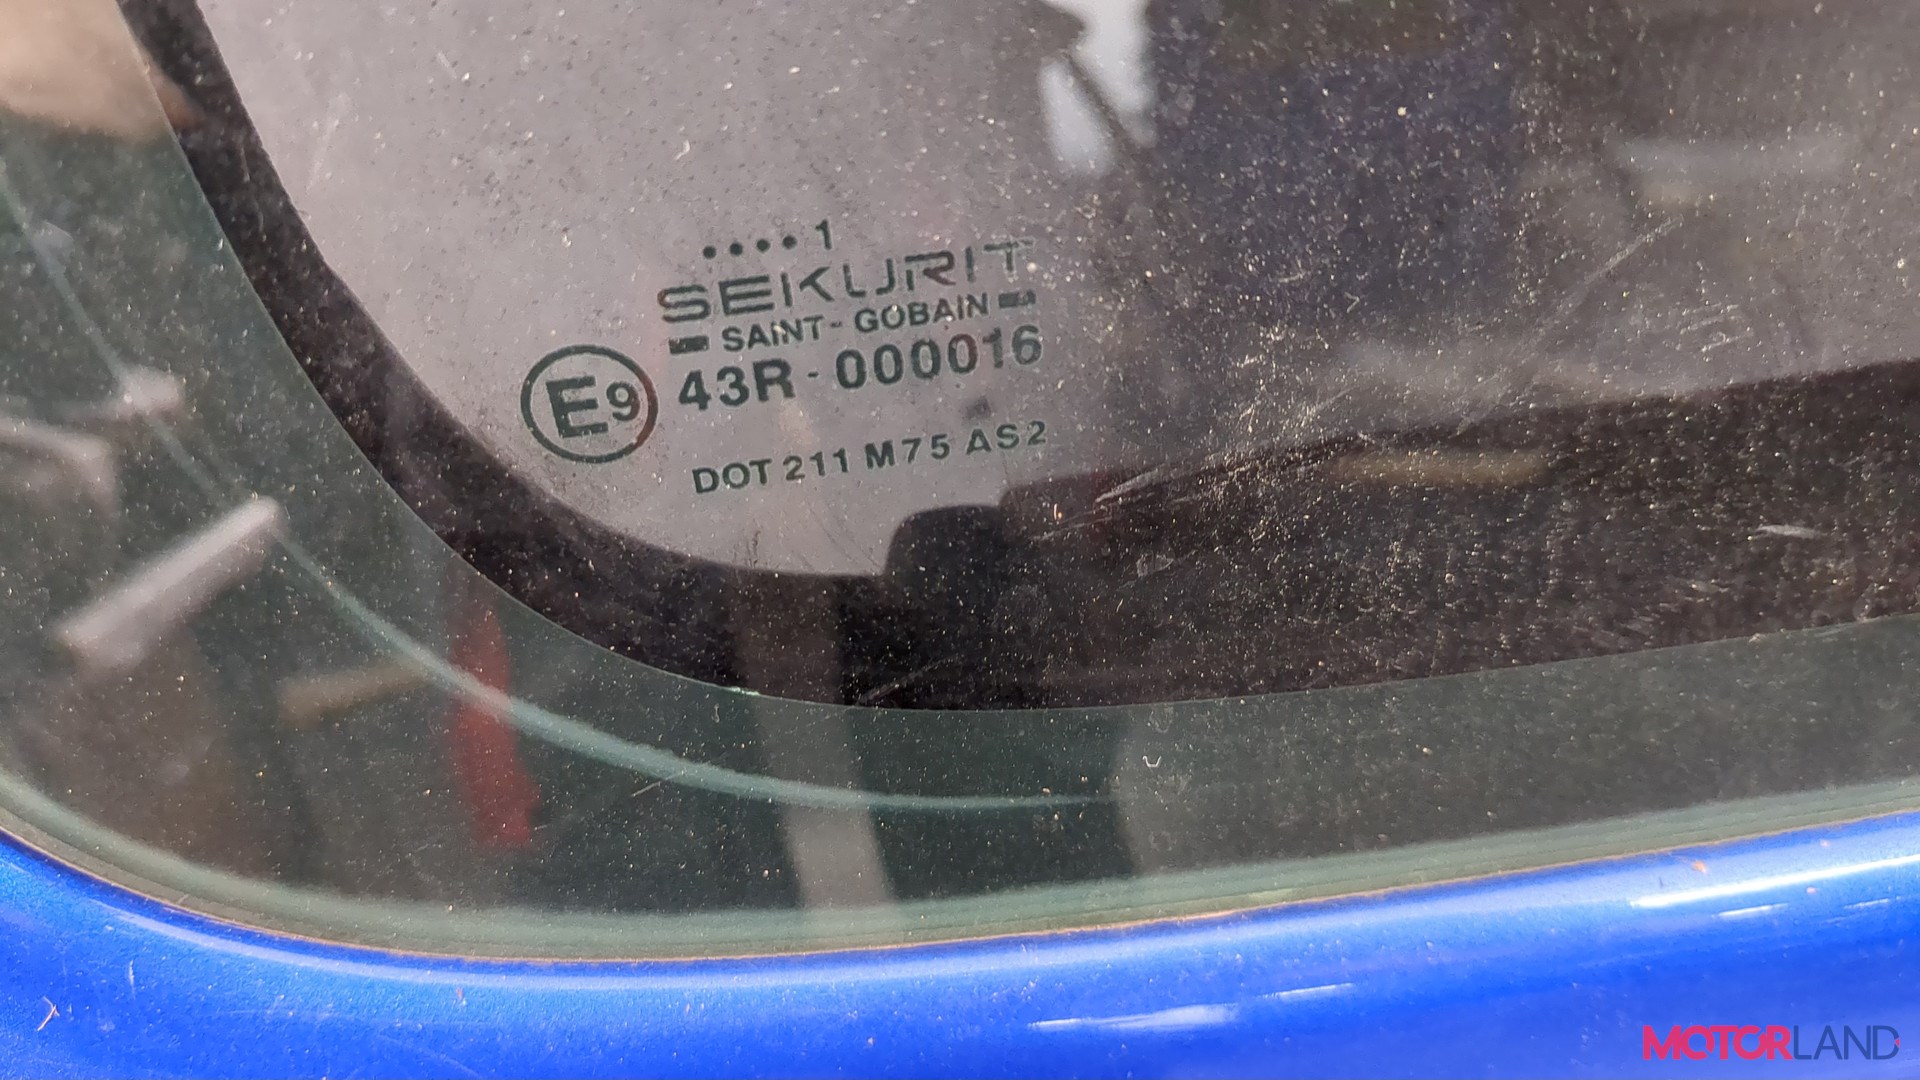 •••• 1
SEKURIT
SAINT-GOBAIN
E9 43R-000016
DOT 211 M75 AS2
MOTORLAND